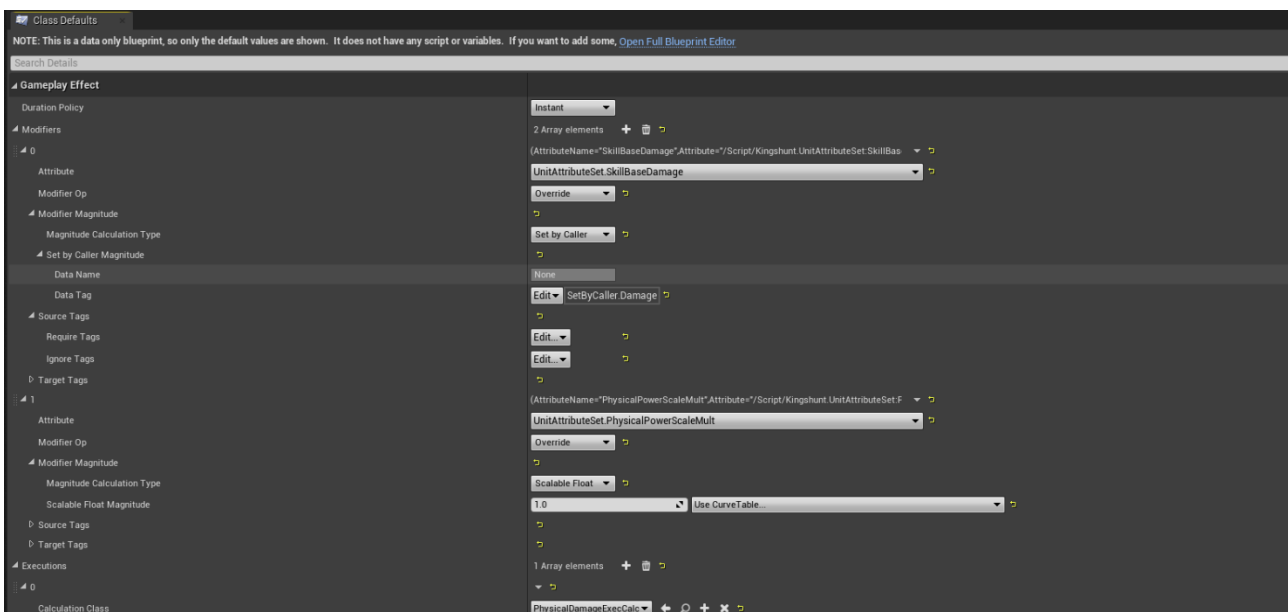 Class Defaults
NOTE: This is a data only blueprint, so only the default values are shown. It does not have any script or variables. If you want to add some, Open Full Blueprint Editor
Search Details
Gameplay Effect
Duration Policy Instant
Modifiers 2 Array elements
0 (AttributeName="SkillBaseDamage",Attribute="/Script/Kingshunt.UnitAttributeSet:SkillBas
Attribute UnitAttributeSet.SkillBaseDamage
Modifier Op Override
Modifier Magnitude
Magnitude Calculation Type Set by Caller
Set by Caller Magnitude
Data Name None
Data Tag Edit SetByCaller.Damage
Source Tags
Require Tags Edit...
Ignore Tags Edit...
Target Tags
1 (AttributeName="PhysicalPowerScaleMult",Attribute="/Script/Kingshunt.UnitAttributeSet:F
Attribute UnitAttributeSet.PhysicalPowerScaleMult
Modifier Op Override
Modifier Magnitude
Magnitude Calculation Type Scalable Float
Scalable Float Magnitude 1.0 Use CurveTable...
Source Tags
Target Tags
Executions 1 Array elements
0
Calculation Class PhysicalDamageExecCalc